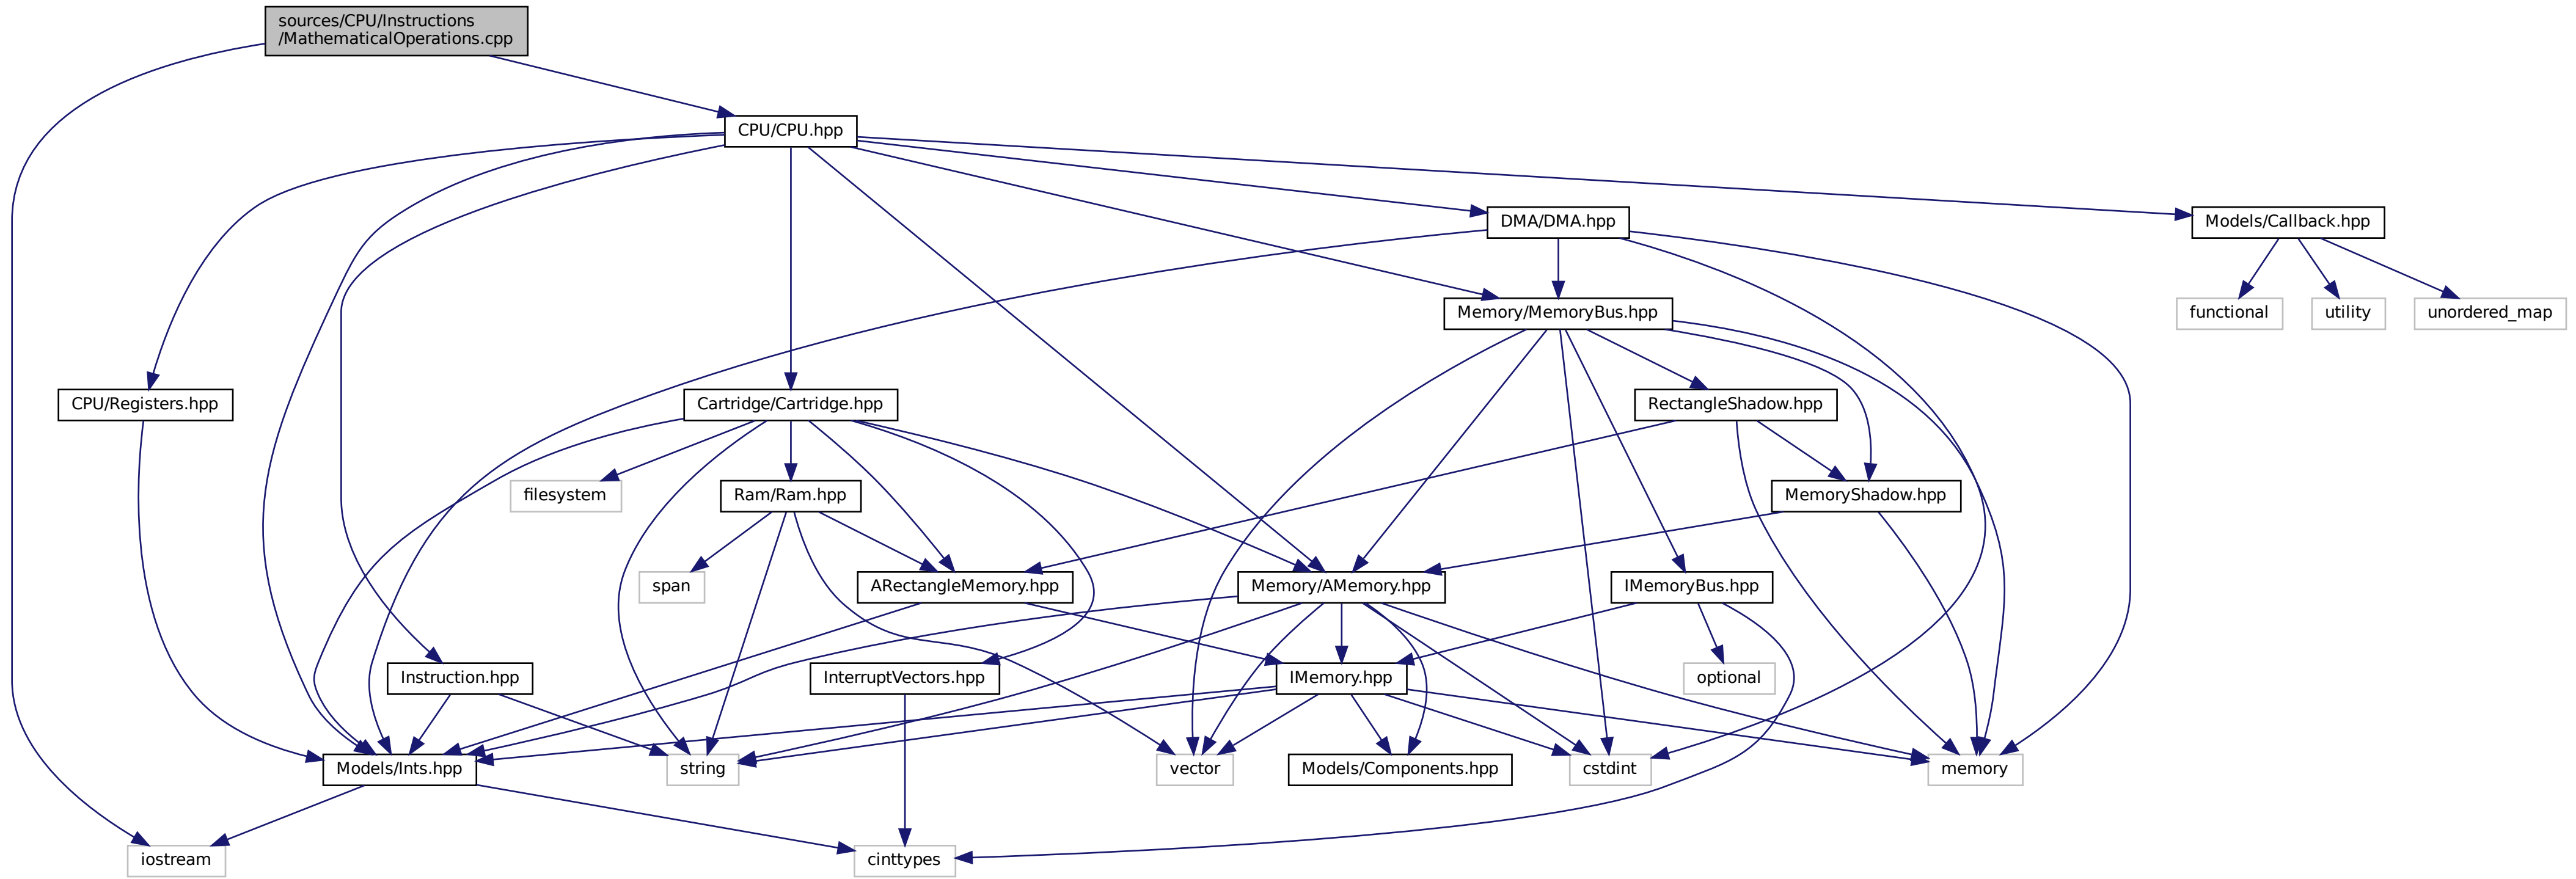 sources/CPU/Instructions
/MathematicalOperations.cpp
CPU/CPU.hpp
DMA/DMA.hpp
Models/Callback.hpp
Memory/MemoryBus.hpp
functional
utility
unordered_map
CPU/Registers.hpp
Cartridge/Cartridge.hpp
RectangleShadow.hpp
filesystem
Ram/Ram.hpp
MemoryShadow.hpp
span
ARectangleMemory.hpp
Memory/AMemory.hpp
IMemoryBus.hpp
Instruction.hpp
InterruptVectors.hpp
IMemory.hpp
optional
Models/Ints.hpp
string
vector
Models/Components.hpp
cstdint
memory
iostream
cinttypes